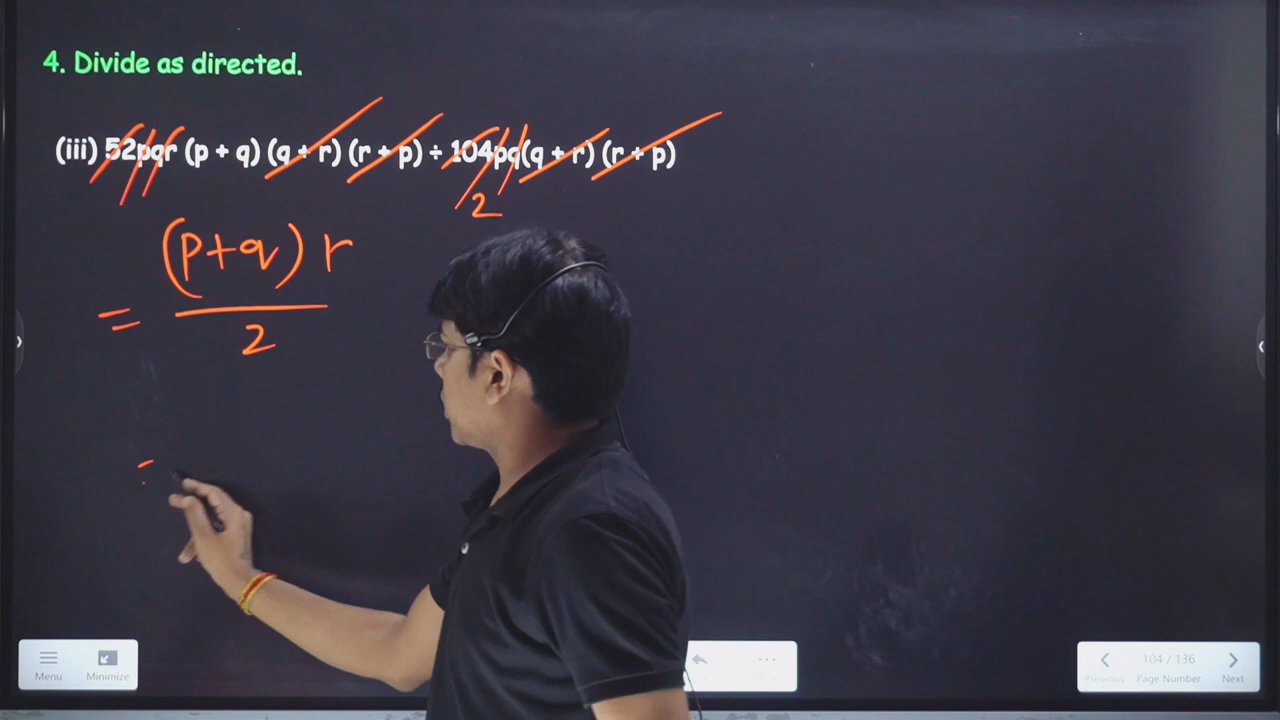 4. Divide as directed.
(iii) 52pqr (p + q) (q + r) (r + p) ÷ 104pq(q + r) (r + p)
2
(p+q) r
=
2
=
Menu
Minimize
104 / 136
Previous
Page Number
Next